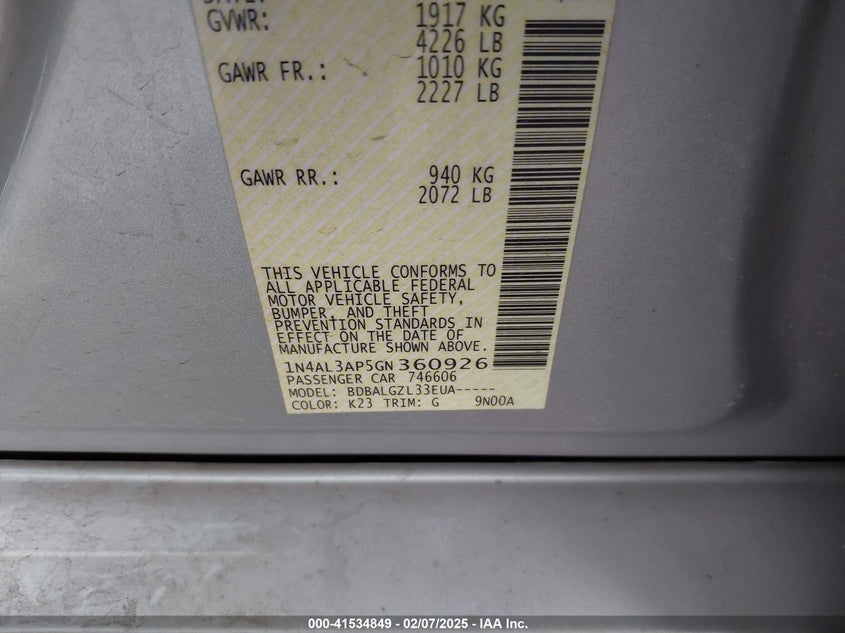 GVWR: 1917 KG
4226 LB
GAWR FR.: 1010 KG
2227 LB
GAWR RR.: 940 KG
2072 LB
THIS VEHICLE CONFORMS TO
ALL APPLICABLE FEDERAL
MOTOR VEHICLE SAFETY,
BUMPER, AND THEFT
PREVENTION STANDARDS IN
EFFECT ON THE DATE OF
MANUFACTURE SHOWN ABOVE.
1N4AL3AP5GN360926
PASSENGER CAR 746606
MODEL: BDBALGZL33EUA-----
COLOR: K23 TRIM: G 9N00A
000-41534849 – 02/07/2025 – IAA Inc.